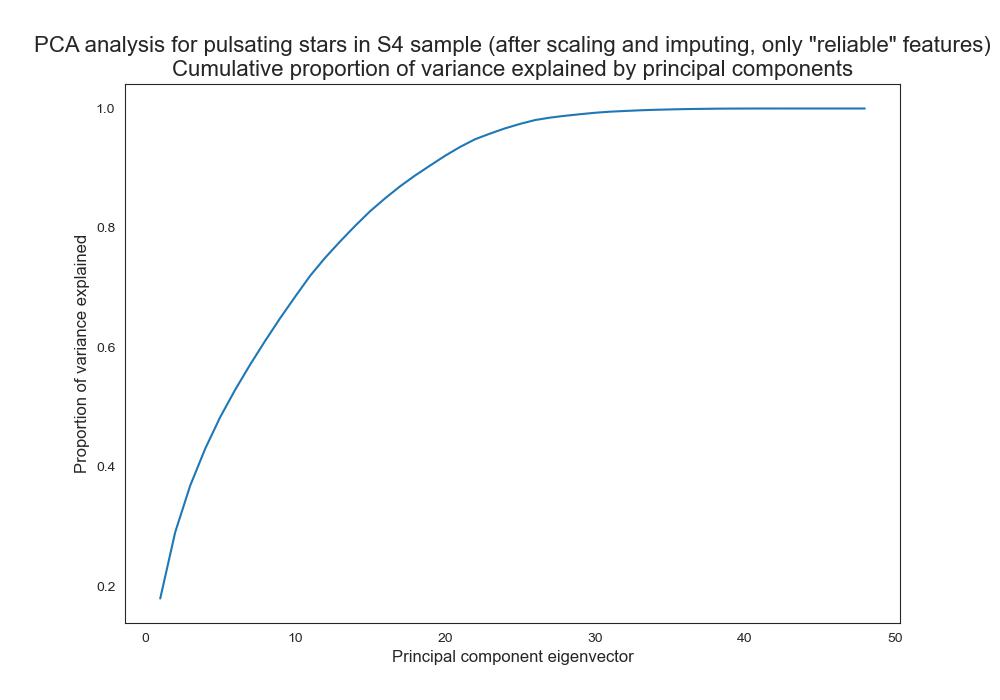 PCA analysis for pulsating stars in S4 sample (after scaling and imputing, only "reliable" features)
Cumulative proportion of variance explained by principal components
Proportion of variance explained
1.0
0.8
0.6
0.4
0.2
0 10 20 30 40 50
Principal component eigenvector